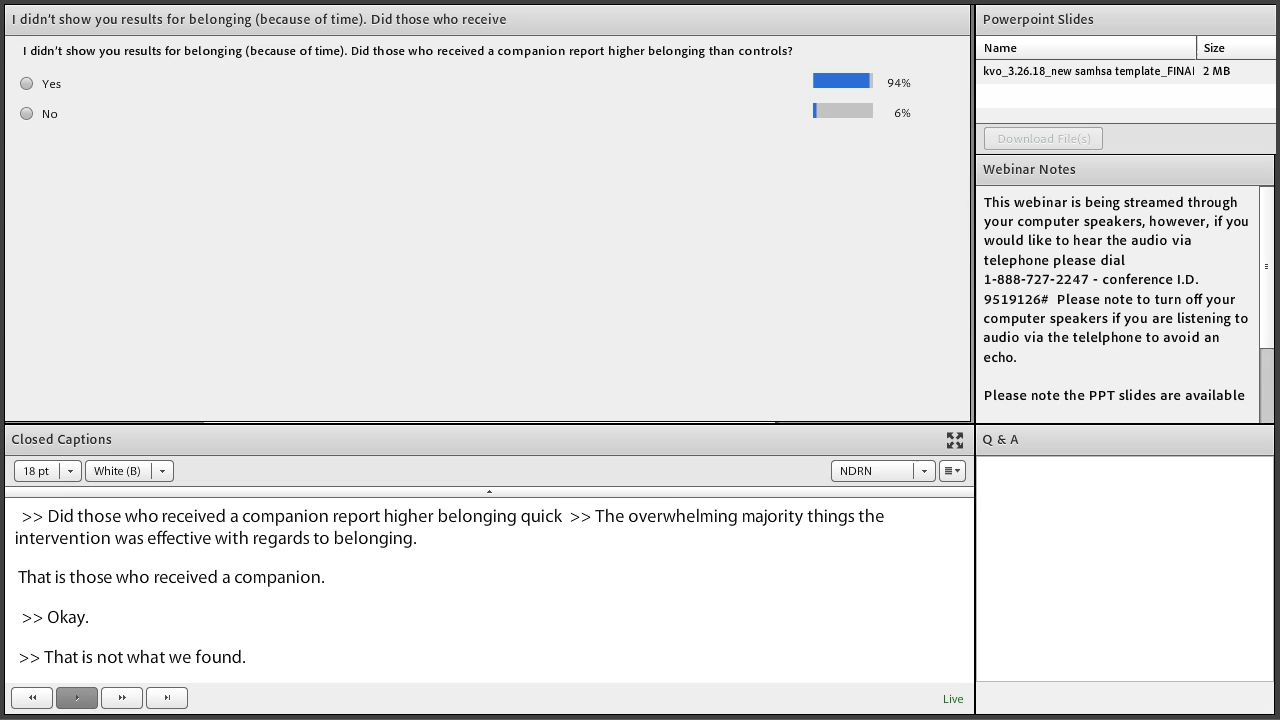 I didn't show you results for belonging (because of time). Did those who receive
I didn't show you results for belonging (because of time). Did those who received a companion report higher belonging than controls?
Yes 94%
No 6%
Powerpoint Slides
Name Size
kvo_3.26.18_new samhsa template_FINAI 2 MB
Download File(s)
Webinar Notes
This webinar is being streamed through
your computer speakers, however, if you
would like to hear the audio via
telephone please dial
1-888-727-2247 - conference I.D.
9519126# Please note to turn off your
computer speakers if you are listening to
audio via the telelphone to avoid an
echo.
Please note the PPT slides are available
Closed Captions
18 pt White (B) NDRN
>> Did those who received a companion report higher belonging quick >> The overwhelming majority things the
intervention was effective with regards to belonging.
That is those who received a companion.
>> Okay.
>> That is not what we found.
Live
Q & A